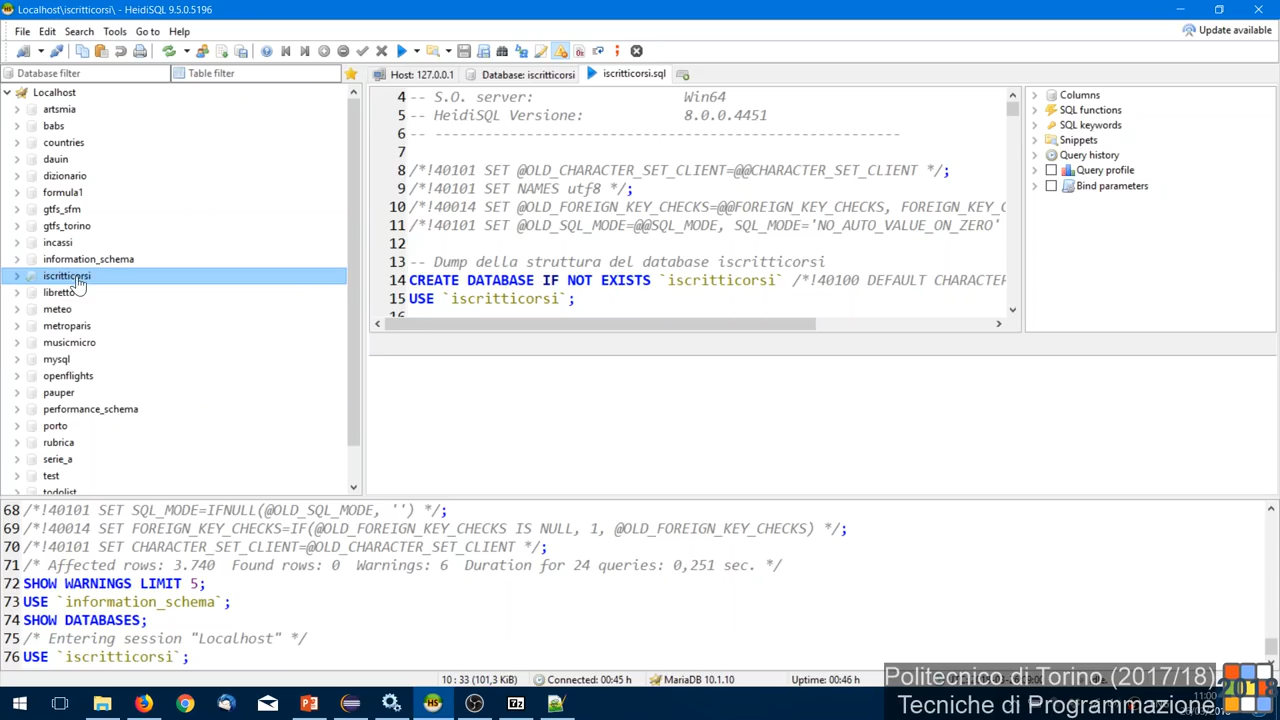 Localhost\iscritticorsi\ - HeidiSQL 9.5.0.5196
File Edit Search Tools Go to Help
Update available
Database filter
Table filter
Host: 127.0.0.1
Database: iscritticorsi
iscritticorsi.sql
Localhost
artsmia
babs
countries
dauin
dizionario
formula1
gtfs_sfm
gtfs_torino
incassi
information_schema
iscritticorsi
libretto
meteo
metroparis
musicmicro
mysql
openflights
pauper
performance_schema
porto
rubrica
serie_a
test
todolist
4 -- S.O. server: Win64
5 -- HeidiSQL Versione: 8.0.0.4451
6 -- --------------------------------------------------------
7
8 /*!40101 SET @OLD_CHARACTER_SET_CLIENT=@@CHARACTER_SET_CLIENT */;
9 /*!40101 SET NAMES utf8 */;
10 /*!40014 SET @OLD_FOREIGN_KEY_CHECKS=@@FOREIGN_KEY_CHECKS, FOREIGN_KEY_C
11 /*!40101 SET @OLD_SQL_MODE=@@SQL_MODE, SQL_MODE='NO_AUTO_VALUE_ON_ZERO'
12
13 -- Dump della struttura del database iscritticorsi
14 CREATE DATABASE IF NOT EXISTS `iscritticorsi` /*!40100 DEFAULT CHARACTER
15 USE `iscritticorsi`;
16
Columns
SQL functions
SQL keywords
Snippets
Query history
Query profile
Bind parameters
68 /*!40101 SET SQL_MODE=IFNULL(@OLD_SQL_MODE, '') */;
69 /*!40014 SET FOREIGN_KEY_CHECKS=IF(@OLD_FOREIGN_KEY_CHECKS IS NULL, 1, @OLD_FOREIGN_KEY_CHECKS) */;
70 /*!40101 SET CHARACTER_SET_CLIENT=@OLD_CHARACTER_SET_CLIENT */;
71 /* Affected rows: 3.740 Found rows: 0 Warnings: 6 Duration for 24 queries: 0,251 sec. */
72 SHOW WARNINGS LIMIT 5;
73 USE `information_schema`;
74 SHOW DATABASES;
75 /* Entering session "Localhost" */
76 USE `iscritticorsi`;
10 : 33 (101,3 KiB)
Connected: 00:45 h
MariaDB 10.1.10
Uptime: 00:46 h
Politecnico di Torino (2017/18)
Tecniche di Programmazione
2018
11:00
HS
7z